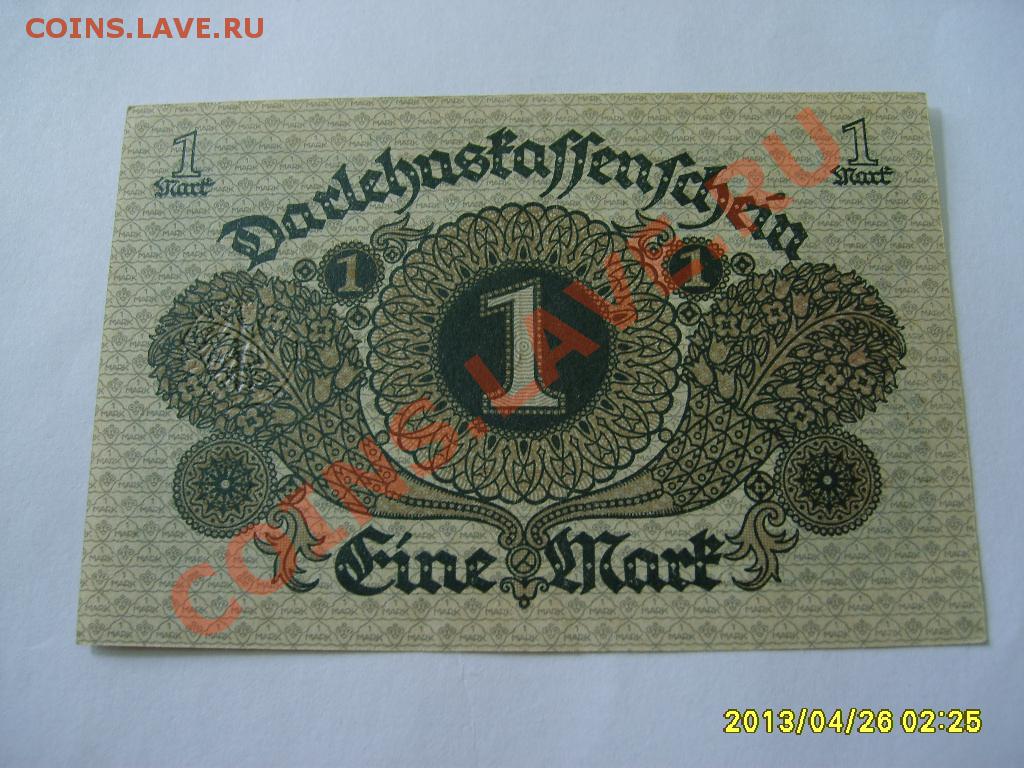 COINS.LAVE.RU
1
Mark
Darlehnskassenschein
1
Mark
1
1
1
COINS.LAVE.RU
Eine Mark
2013/04/26 02:25